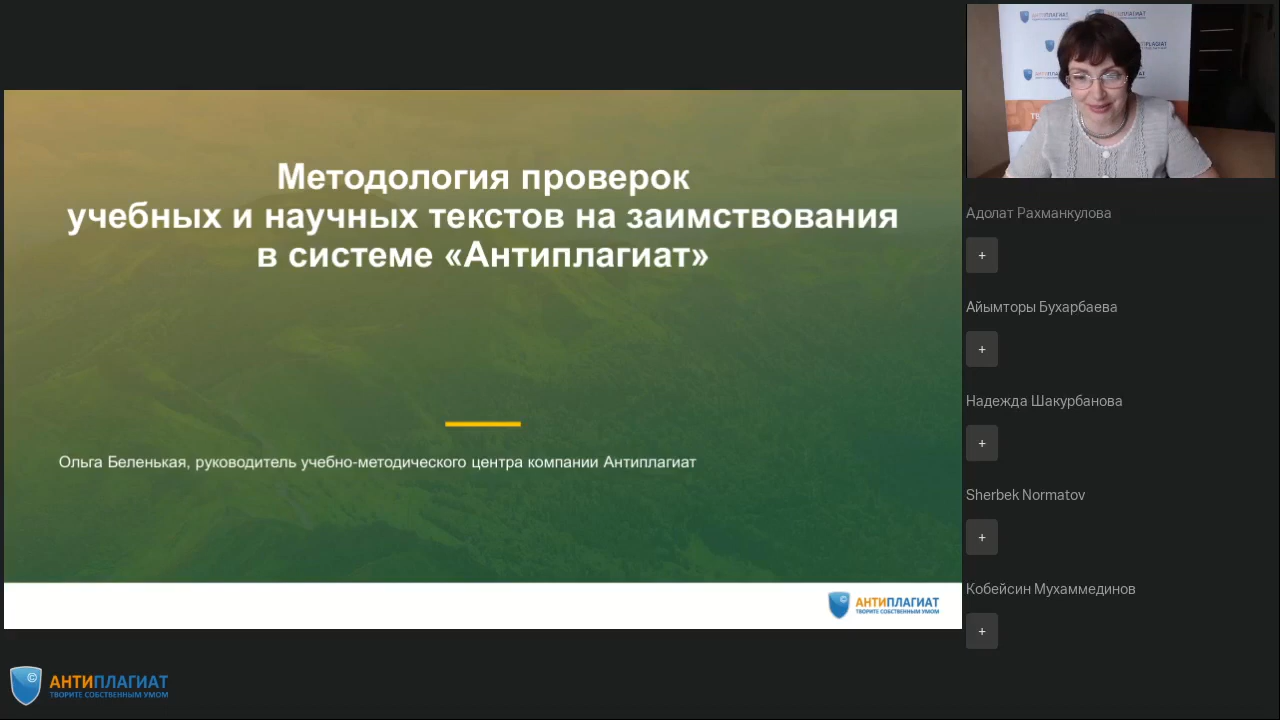 Методология проверок
учебных и научных текстов на заимствования
в системе «Антиплагиат»
Ольга Беленькая, руководитель учебно-методического центра компании Антиплагиат
АНТИПЛАГИАТ
ТВОРИТЕ СОБСТВЕННЫМ УМОМ
АНТИПЛАГИАТ
ТВОРИТЕ СОБСТВЕННЫМ УМОМ
АНТИПЛАГИАТ
Адолат Рахманкулова
+
Айымторы Бухарбаева
+
Надежда Шакурбанова
+
Sherbek Normatov
+
Кобейсин Мухаммединов
+